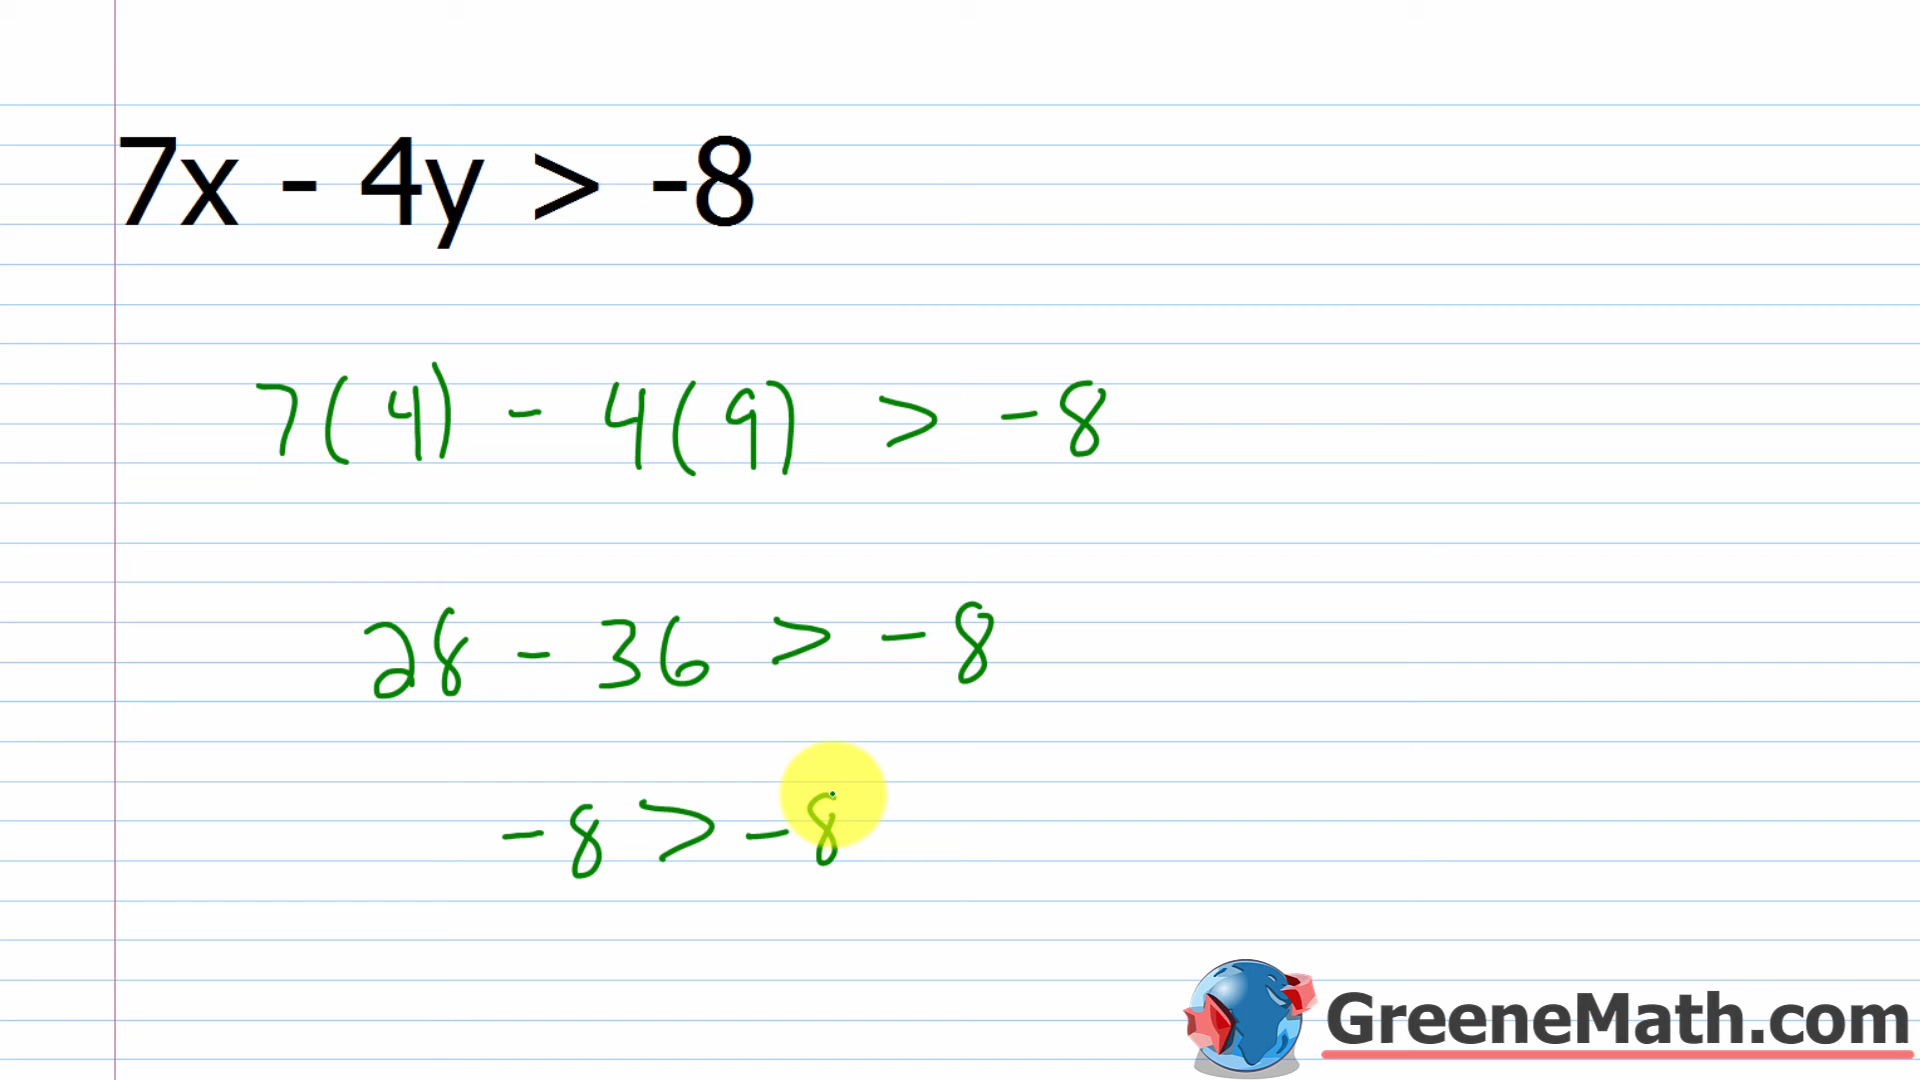 7x - 4y > -8
7(4) - 4(9) > -8
28 - 36 > -8
-8 > -8
GreeneMath.com